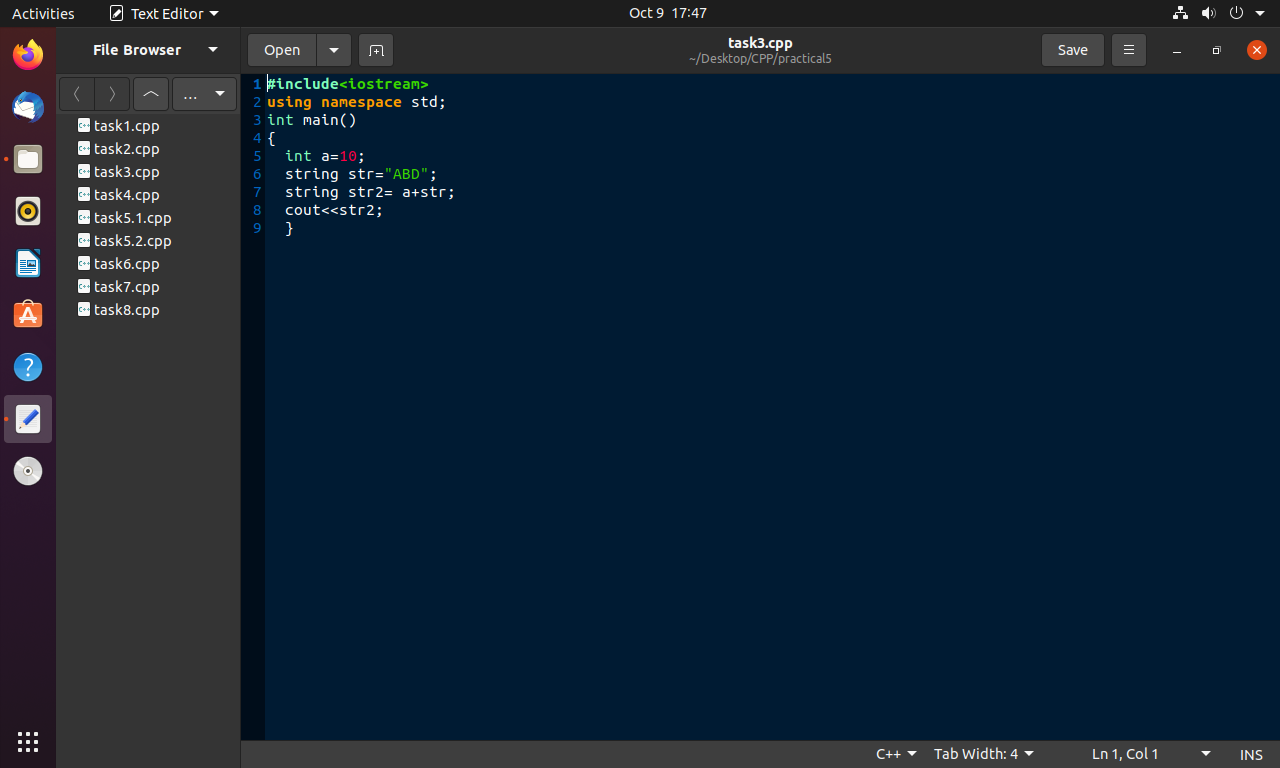 Activities Text Editor Oct 9 17:47
File Browser Open task3.cpp Save
~/Desktop/CPP/practical5
...
task1.cpp
task2.cpp
task3.cpp
task4.cpp
task5.1.cpp
task5.2.cpp
task6.cpp
task7.cpp
task8.cpp
1 #include<iostream>
2 using namespace std;
3 int main()
4 {
5 int a=10;
6 string str="ABD";
7 string str2= a+str;
8 cout<<str2;
9 }
C++ Tab Width: 4 Ln 1, Col 1 INS